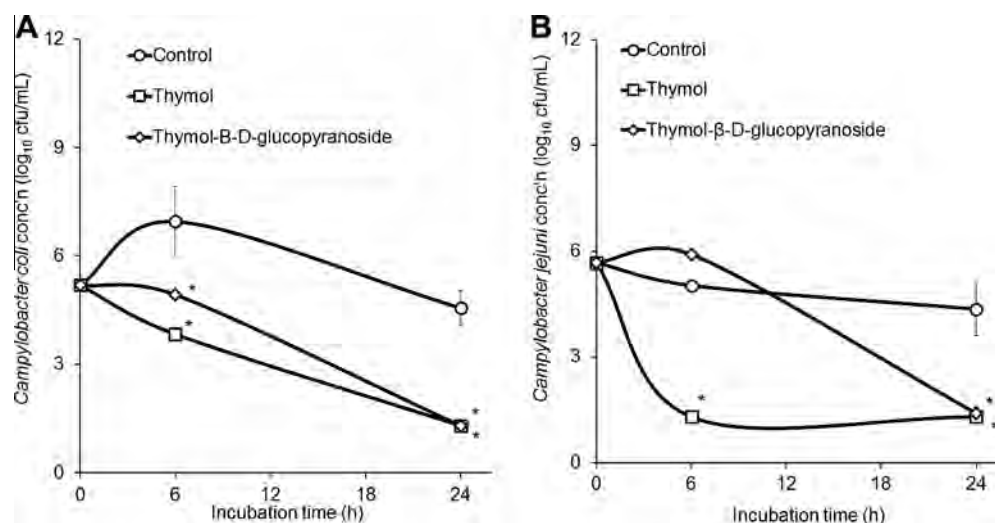 A
12
9
6
3
0
Campylobacter coli conc'n (log10 cfu/mL)
Control
Thymol
Thymol-B-D-glucopyranoside
*
*
*
*
0 6 12 18 24
Incubation time (h)
B
12
9
6
3
0
Campylobacter jejuni conc'n (log10 cfu/mL)
Control
Thymol
Thymol-β-D-glucopyranoside
*
*
*
0 6 12 18 24
Incubation time (h)